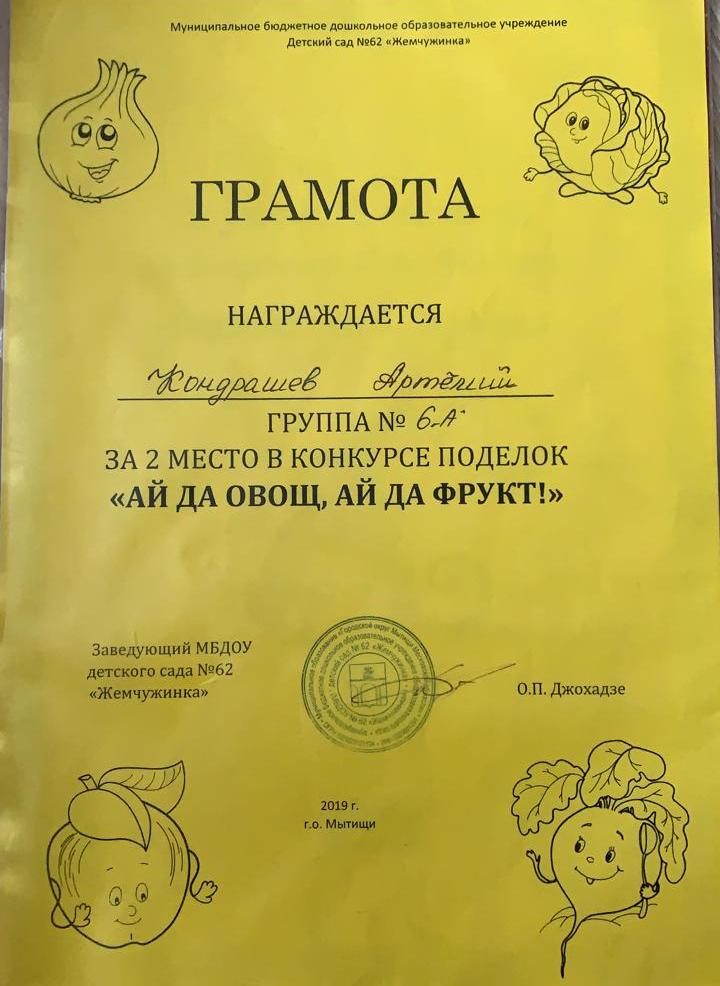 Муниципальное бюджетное дошкольное образовательное учреждение
Детский сад №62 «Жемчужинка»
ГРАМОТА
НАГРАЖДАЕТСЯ
Кондрашев Артёмий
ГРУППА № 6-А
ЗА 2 МЕСТО В КОНКУРСЕ ПОДЕЛОК
«АЙ ДА ОВОЩ, АЙ ДА ФРУКТ!»
Заведующий МБДОУ
детского сада №62
«Жемчужинка»
О.П. Джохадзе
2019 г.
г.о. Мытищи